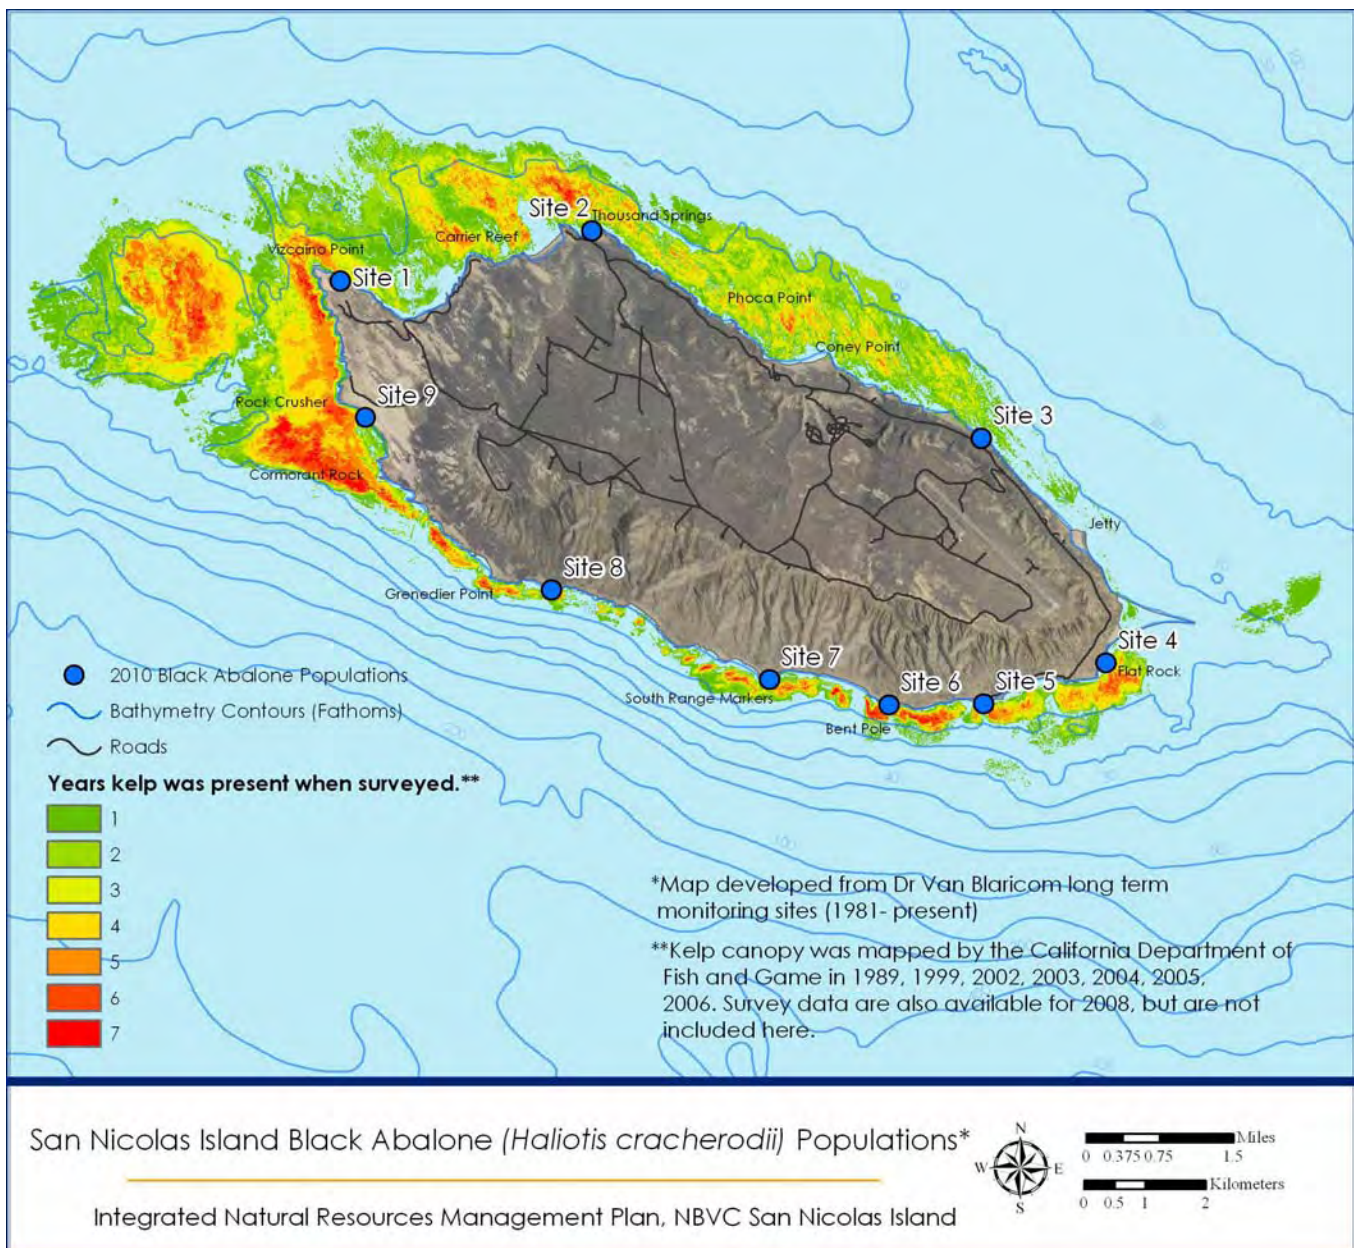 Site 2
Thousand Springs
Carrier Reef
Vizcaino Point
Site 1
Phoca Point
Coney Point
Site 9
Rock Crusher
Site 3
Cormorant Rock
Jetty
Site 8
Grenedier Point
Site 4
Flat Rock
Site 7
South Range Markers
Site 6
Site 5
Bent Pole
2010 Black Abalone Populations
Bathymetry Contours (Fathoms)
Roads
Years kelp was present when surveyed.**
1
2
3
4
5
6
7
*Map developed from Dr Van Blaricom long term
monitoring sites (1981- present)
**Kelp canopy was mapped by the California Department of
Fish and Game in 1989, 1999, 2002, 2003, 2004, 2005,
2006. Survey data are also available for 2008, but are not
included here.
San Nicolas Island Black Abalone (Haliotis cracherodii) Populations*
Integrated Natural Resources Management Plan, NBVC San Nicolas Island
N
W E
S
Miles
0 0.375 0.75 1.5
Kilometers
0 0.5 1 2